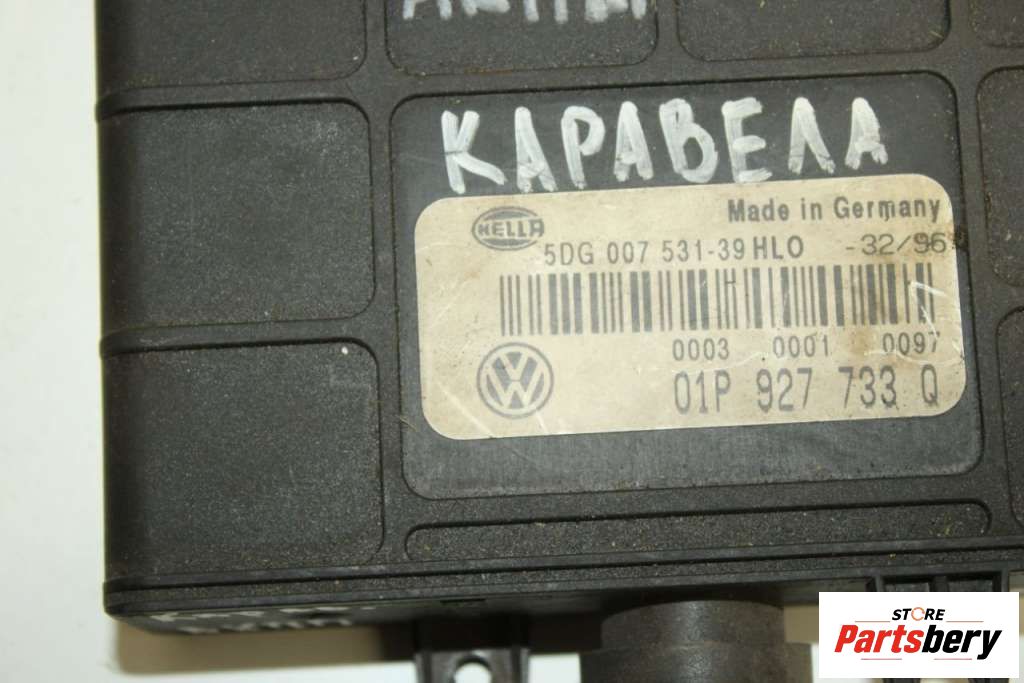 КАРАВЕЛА
HELLA
Made in Germany
5DG 007 531-39 HLO - 32/96
0003 0001 0097
01P 927 733 Q
STORE
Partsbery